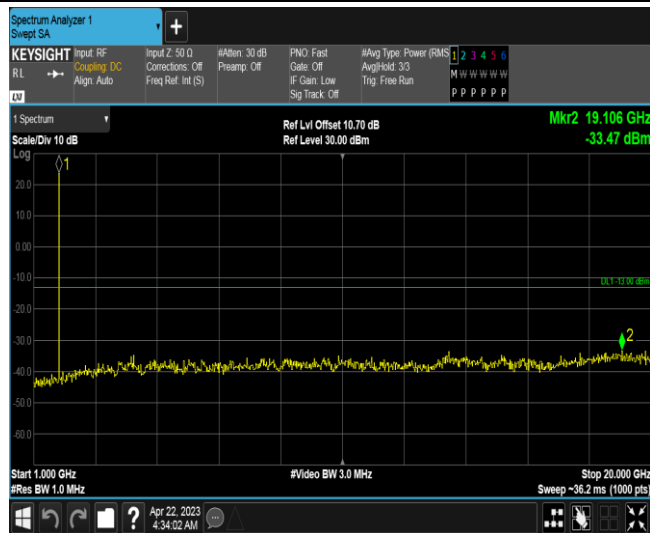 Spectrum Analyzer 1
Swept SA
+
KEYSIGHT
RL
LXI
Input: RF
Coupling: DC
Align: Auto
Input Z: 50 Ω
Corrections: Off
Freq Ref: Int (S)
#Atten: 30 dB
Preamp: Off
PNO: Fast
Gate: Off
IF Gain: Low
Sig Track: Off
#Avg Type: Power (RMS
Avg|Hold: 3/3
Trig: Free Run
1 2 3 4 5 6
M W W W W W
P P P P P P
1 Spectrum
Scale/Div 10 dB
Ref Lvl Offset 10.70 dB
Ref Level 30.00 dBm
Mkr2 19.106 GHz
-33.47 dBm
Log
1
20.0
10.0
0.00
-10.0
DL1 -13.00 dBm
-20.0
-30.0
2
-40.0
-50.0
-60.0
Start 1.000 GHz
#Video BW 3.0 MHz
Stop 20.000 GHz
#Res BW 1.0 MHz
Sweep ~36.2 ms (1000 pts)
?
Apr 22, 2023
4:34:02 AM